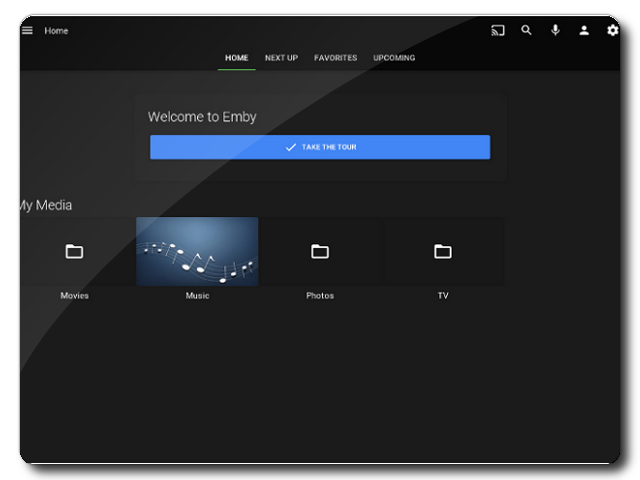 Home
HOME NEXT UP FAVORITES UPCOMING
Welcome to Emby
TAKE THE TOUR
My Media
Movies Music Photos TV